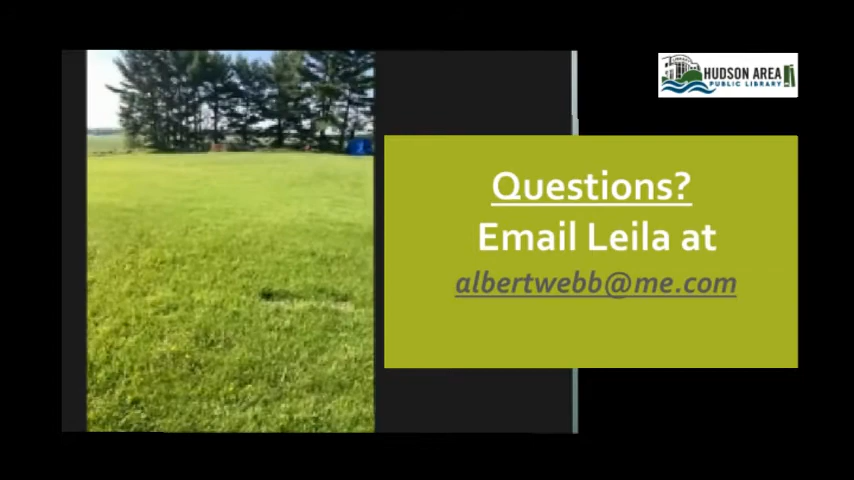 HUDSON AREA
PUBLIC LIBRARY
Questions?
Email Leila at
albertwebb@me.com